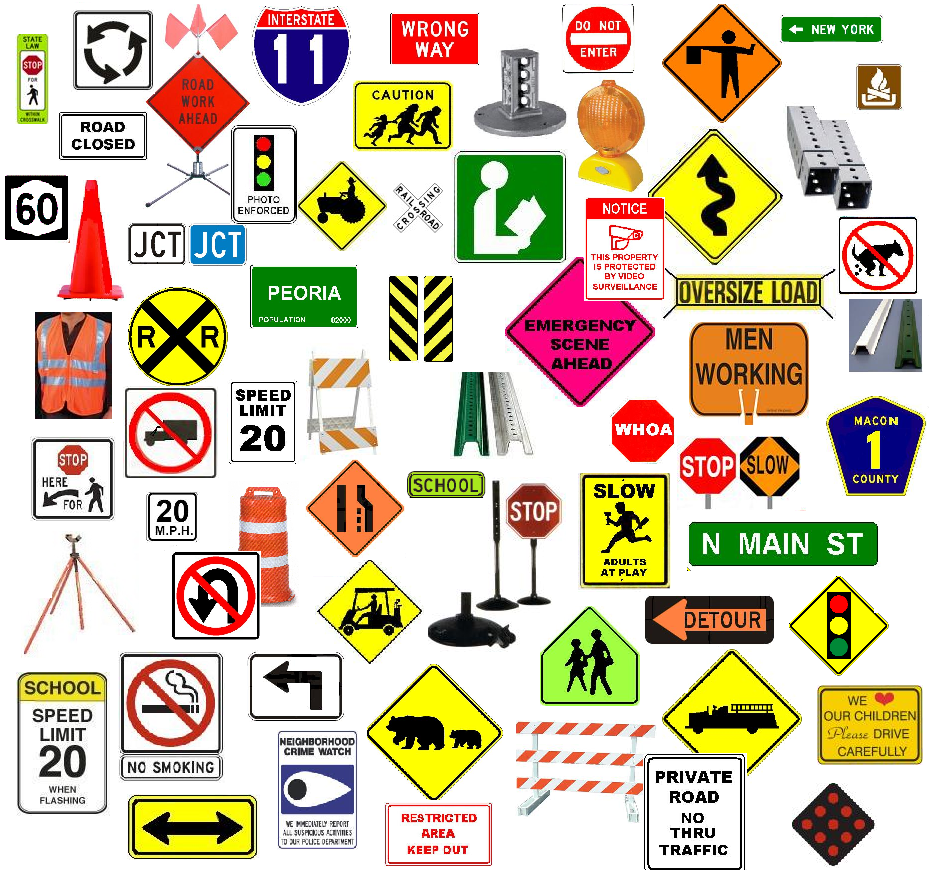 STATE
LAW
STOP
FOR
WITHIN
CROSSWALK
ROAD
WORK
AHEAD
INTERSTATE
11
WRONG
WAY
DO NOT
ENTER
← NEW YORK
CAUTION
ROAD
CLOSED
PHOTO
ENFORCED
RAILROAD
CROSSING
60
JCT
JCT
NOTICE
THIS PROPERTY
IS PROTECTED
BY VIDEO
SURVEILLANCE
PEORIA
POPULATION 02000
OVERSIZE LOAD
R R
EMERGENCY
SCENE
AHEAD
MEN
WORKING
SPEED
LIMIT
20
WHOA
MACON
1
COUNTY
STOP
HERE
FOR
STOP
SLOW
SCHOOL
20
M.P.H.
STOP
SLOW
ADULTS
AT PLAY
N MAIN ST
DETOUR
SCHOOL
SPEED
LIMIT
20
WHEN
FLASHING
NO SMOKING
NEIGHBORHOOD
CRIME WATCH
WE IMMEDIATELY REPORT
ALL SUSPICIOUS ACTIVITIES
TO OUR POLICE DEPARTMENT
WE ❤
OUR CHILDREN
Please DRIVE
CAREFULLY
PRIVATE
ROAD
NO
THRU
TRAFFIC
RESTRICTED
AREA
KEEP OUT